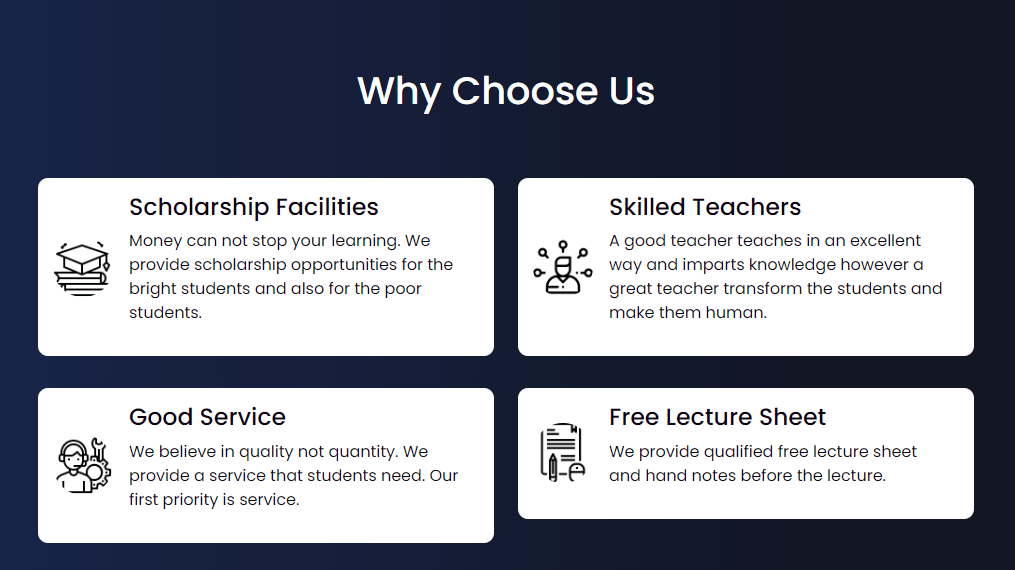 Why Choose Us
Scholarship Facilities
Money can not stop your learning. We
provide scholarship opportunities for the
bright students and also for the poor
students.
Skilled Teachers
A good teacher teaches in an excellent
way and imparts knowledge however a
great teacher transform the students and
make them human.
Good Service
We believe in quality not quantity. We
provide a service that students need. Our
first priority is service.
Free Lecture Sheet
We provide qualified free lecture sheet
and hand notes before the lecture.